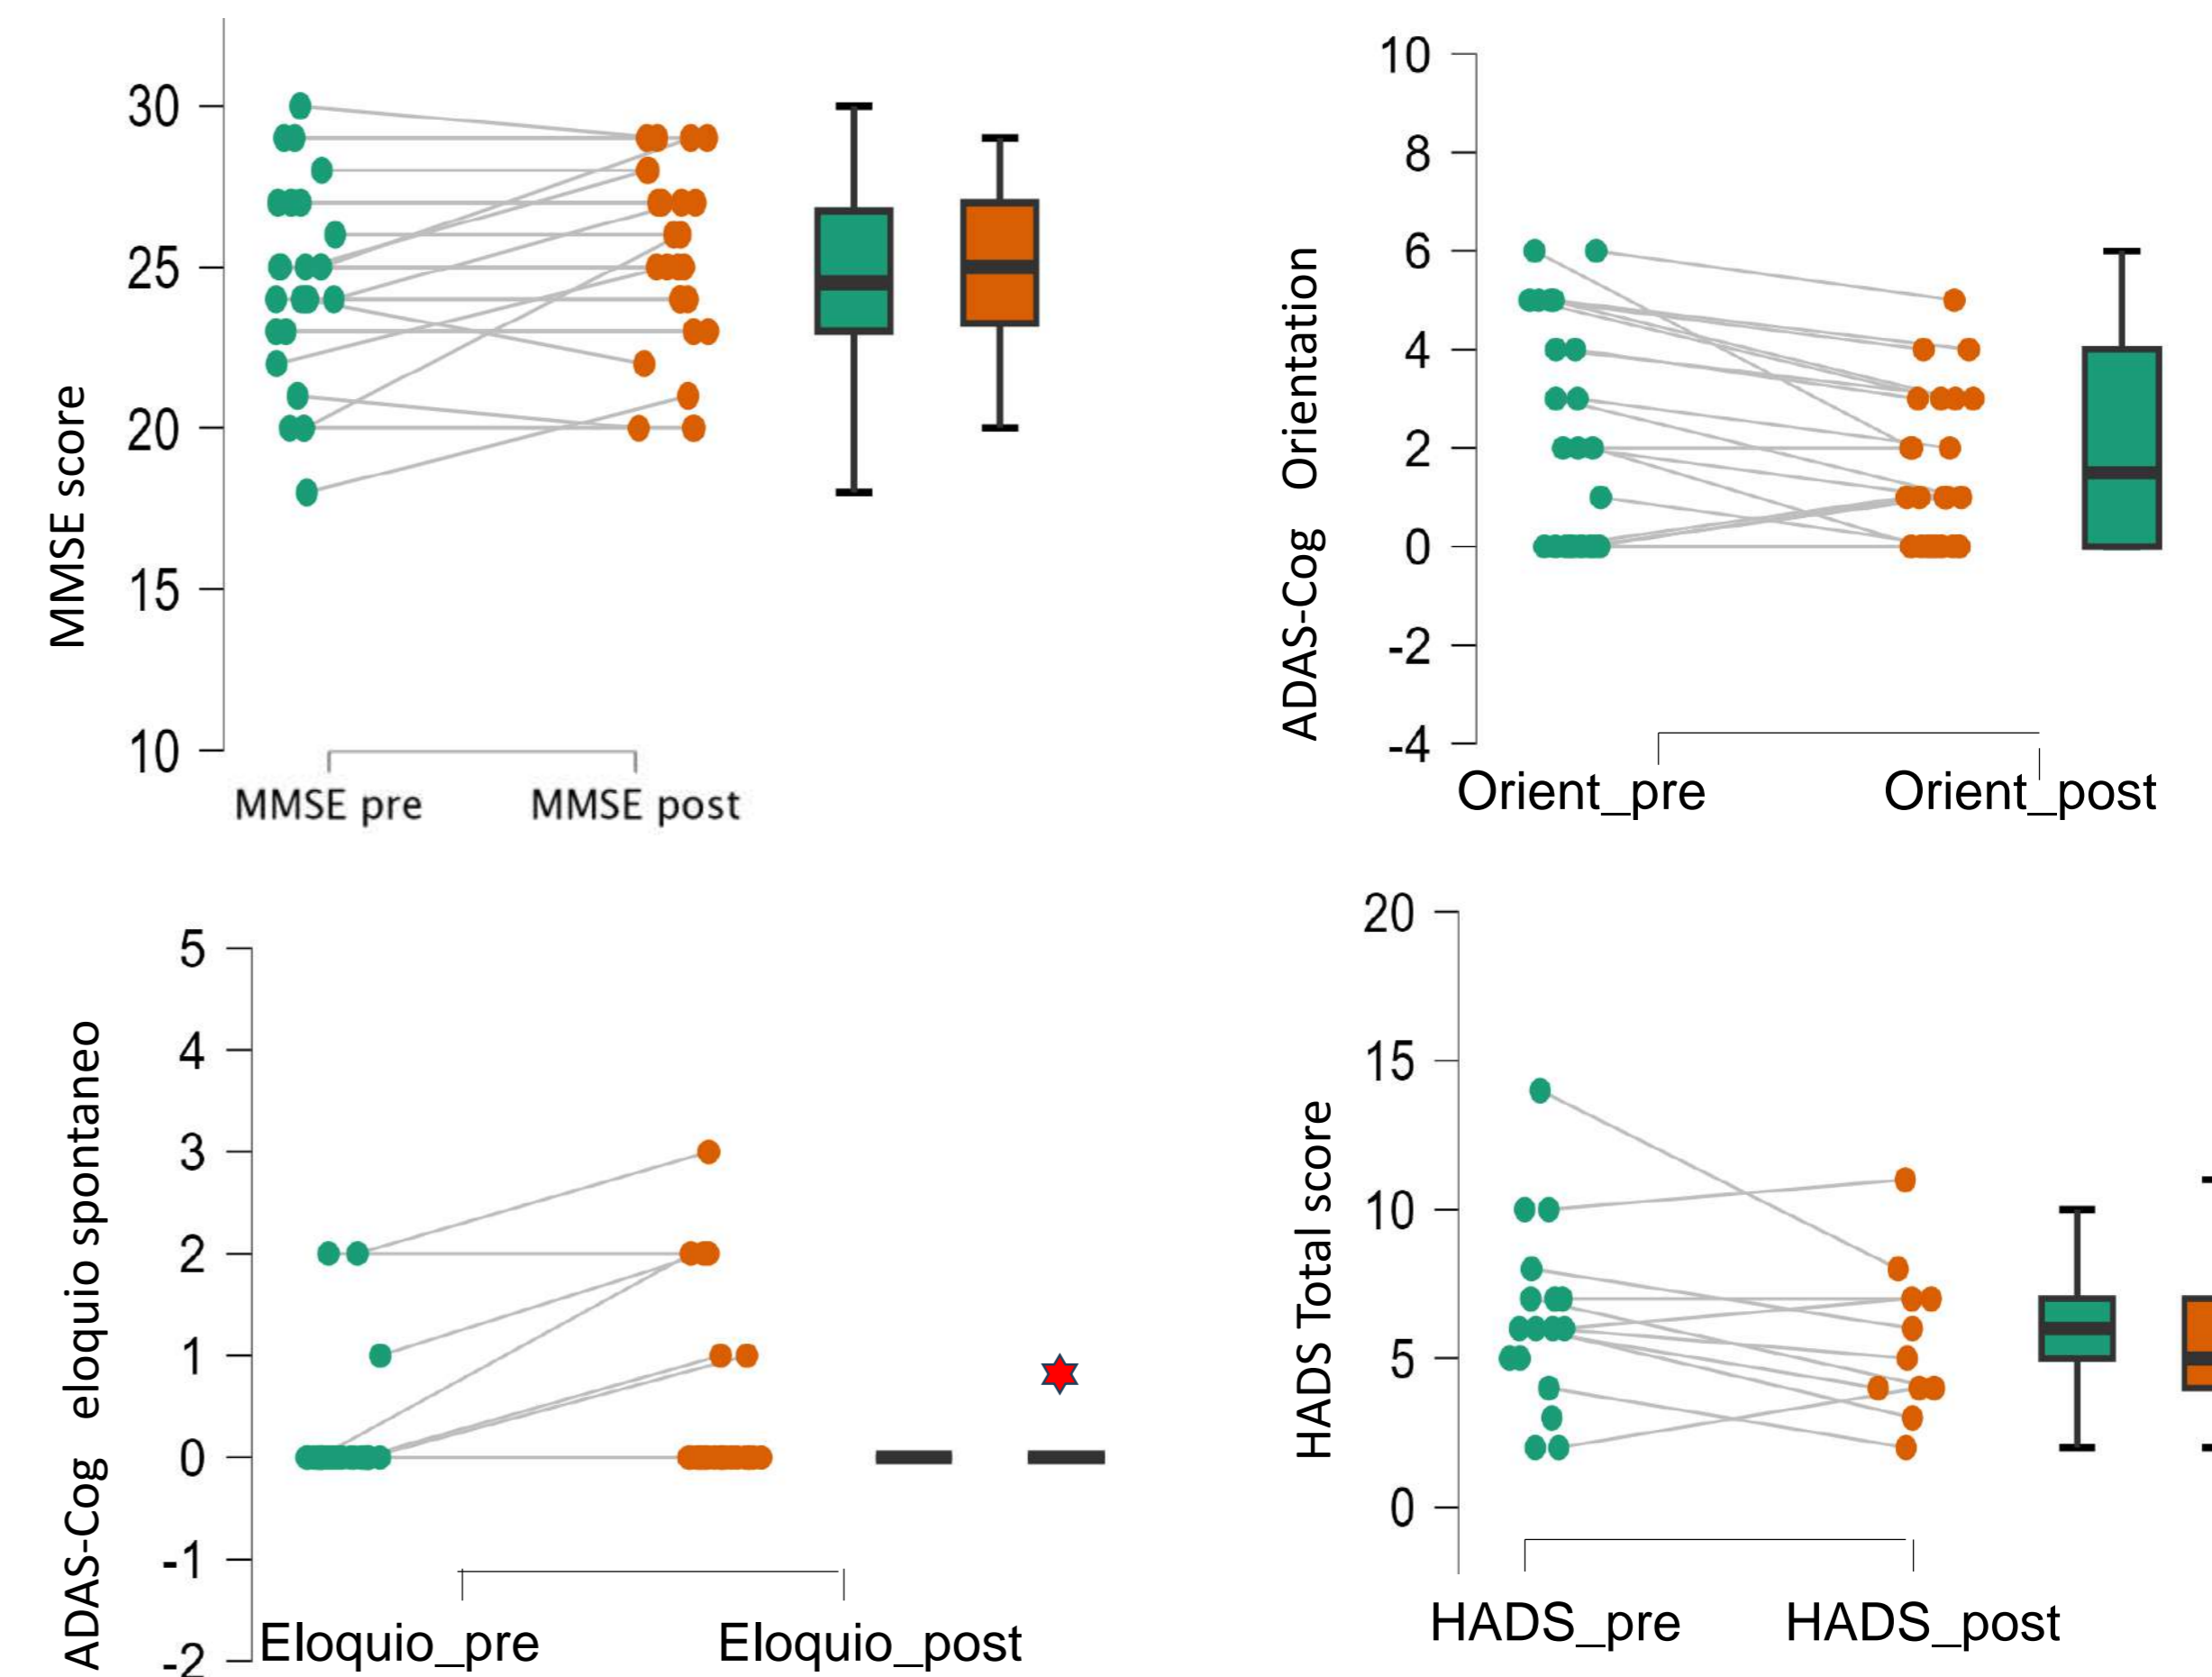 30
25
20
15
10
MMSE score
MMSE pre
MMSE post
10
8
6
4
2
0
-2
-4
ADAS-Cog Orientation
Orient_pre
Orient_post
5
4
3
2
1
0
-1
-2
ADAS-Cog eloquio spontaneo
Eloquio_pre
Eloquio_post
20
15
10
5
0
HADS Total score
HADS_pre
HADS_post